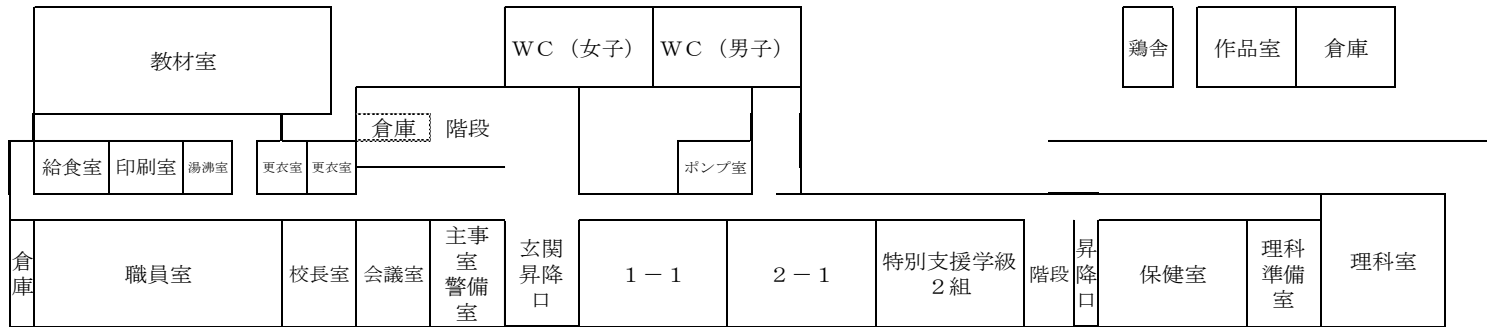 教材室
WC（女子）
WC（男子）
鶏舎
作品室
倉庫
倉庫
階段
給食室
印刷室
湯沸室
更衣室
更衣室
ポンプ室
倉庫
職員室
校長室
会議室
主事
室
警備
室
玄関
昇降
口
１－１
２－１
特別支援学級
２組
階段
昇
降
口
保健室
理科
準備
室
理科室